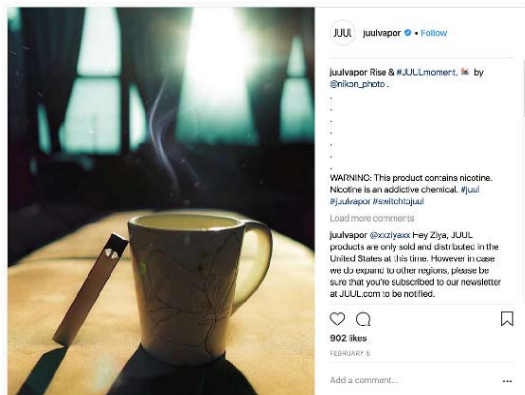 JUUL
juulvapor • Follow
juulvapor Rise & #JUULmoment. by
@nikon_photo .
.
.
.
.
.
.
WARNING: This product contains nicotine.
Nicotine is an addictive chemical. #juul
#juulvapor #switchtojuul
Load more comments
juulvapor @xxziyaxx Hey Ziya, JUUL
products are only sold and distributed in the
United States at this time. However in case
we do expand to other regions, please be
sure that you're subscribed to our newsletter
at JUUL.com to be notified.
902 likes
FEBRUARY 5
Add a comment...